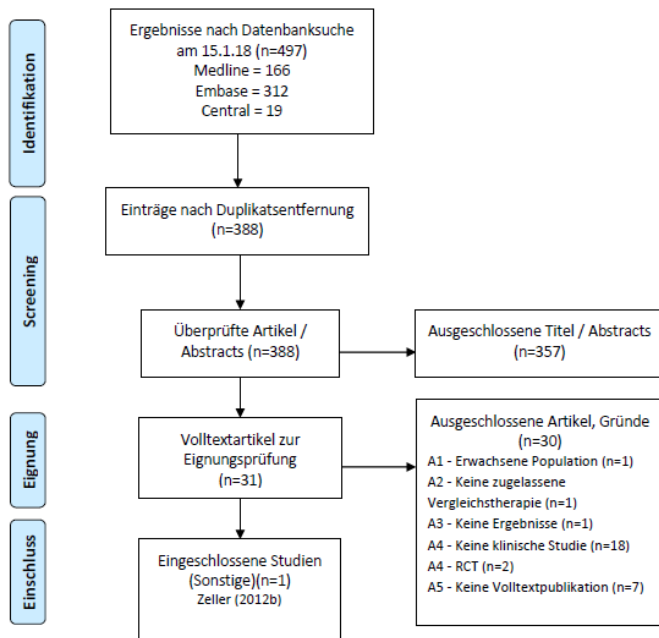 Identifikation
Ergebnisse nach Datenbanksuche
am 15.1.18 (n=497)
Medline = 166
Embase = 312
Central = 19
Screening
Einträge nach Duplikatsentfernung
(n=388)
Überprüfte Artikel /
Abstracts (n=388)
Ausgeschlossene Titel / Abstracts
(n=357)
Eignung
Volltextartikel zur
Eignungsprüfung
(n=31)
Ausgeschlossene Artikel, Gründe
(n=30)
A1 - Erwachsene Population (n=1)
A2 - Keine zugelassene
Vergleichstherapie (n=1)
A3 - Keine Ergebnisse (n=1)
A4 - Keine klinische Studie (n=18)
A4 - RCT (n=2)
A5 - Keine Volltextpublikation (n=7)
Einschluss
Eingeschlossene Studien
(Sonstige)(n=1)
Zeller (2012b)